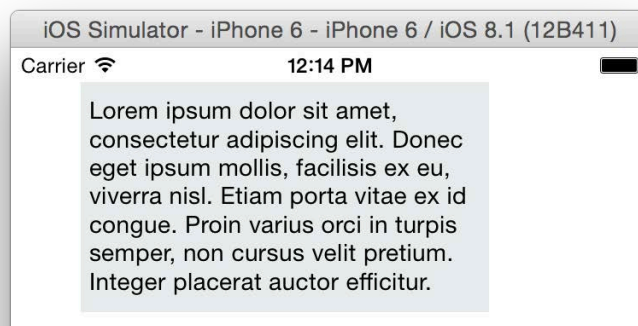 iOS Simulator - iPhone 6 - iPhone 6 / iOS 8.1 (12B411)
Carrier 12:14 PM
Lorem ipsum dolor sit amet,
consectetur adipiscing elit. Donec
eget ipsum mollis, facilisis ex eu,
viverra nisl. Etiam porta vitae ex id
congue. Proin varius orci in turpis
semper, non cursus velit pretium.
Integer placerat auctor efficitur.